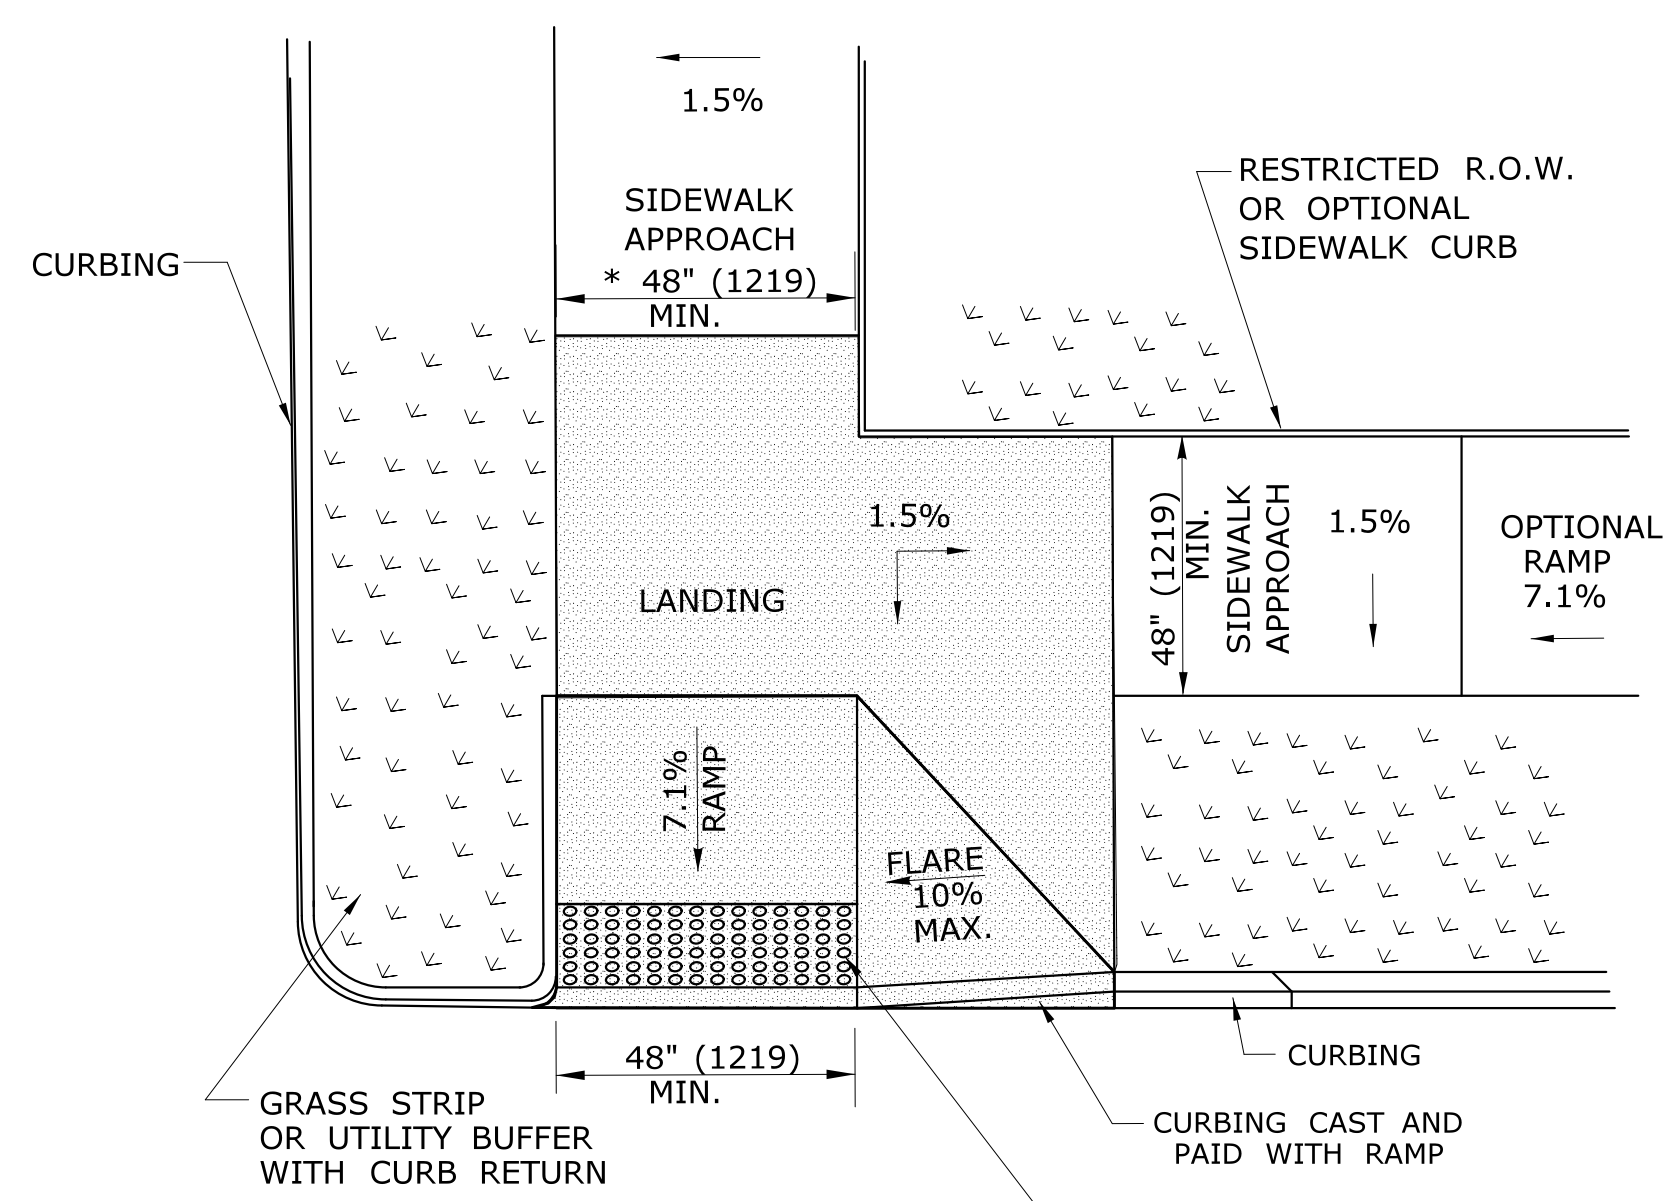 1.5%
SIDEWALK
APPROACH
* 48" (1219)
MIN.
CURBING
RESTRICTED R.O.W.
OR OPTIONAL
SIDEWALK CURB
1.5%
LANDING
48" (1219)
MIN.
SIDEWALK
APPROACH
1.5%
OPTIONAL
RAMP
7.1%
7.1%
RAMP
FLARE
10%
MAX.
48" (1219)
MIN.
CURBING
GRASS STRIP
OR UTILITY BUFFER
WITH CURB RETURN
CURBING CAST AND
PAID WITH RAMP